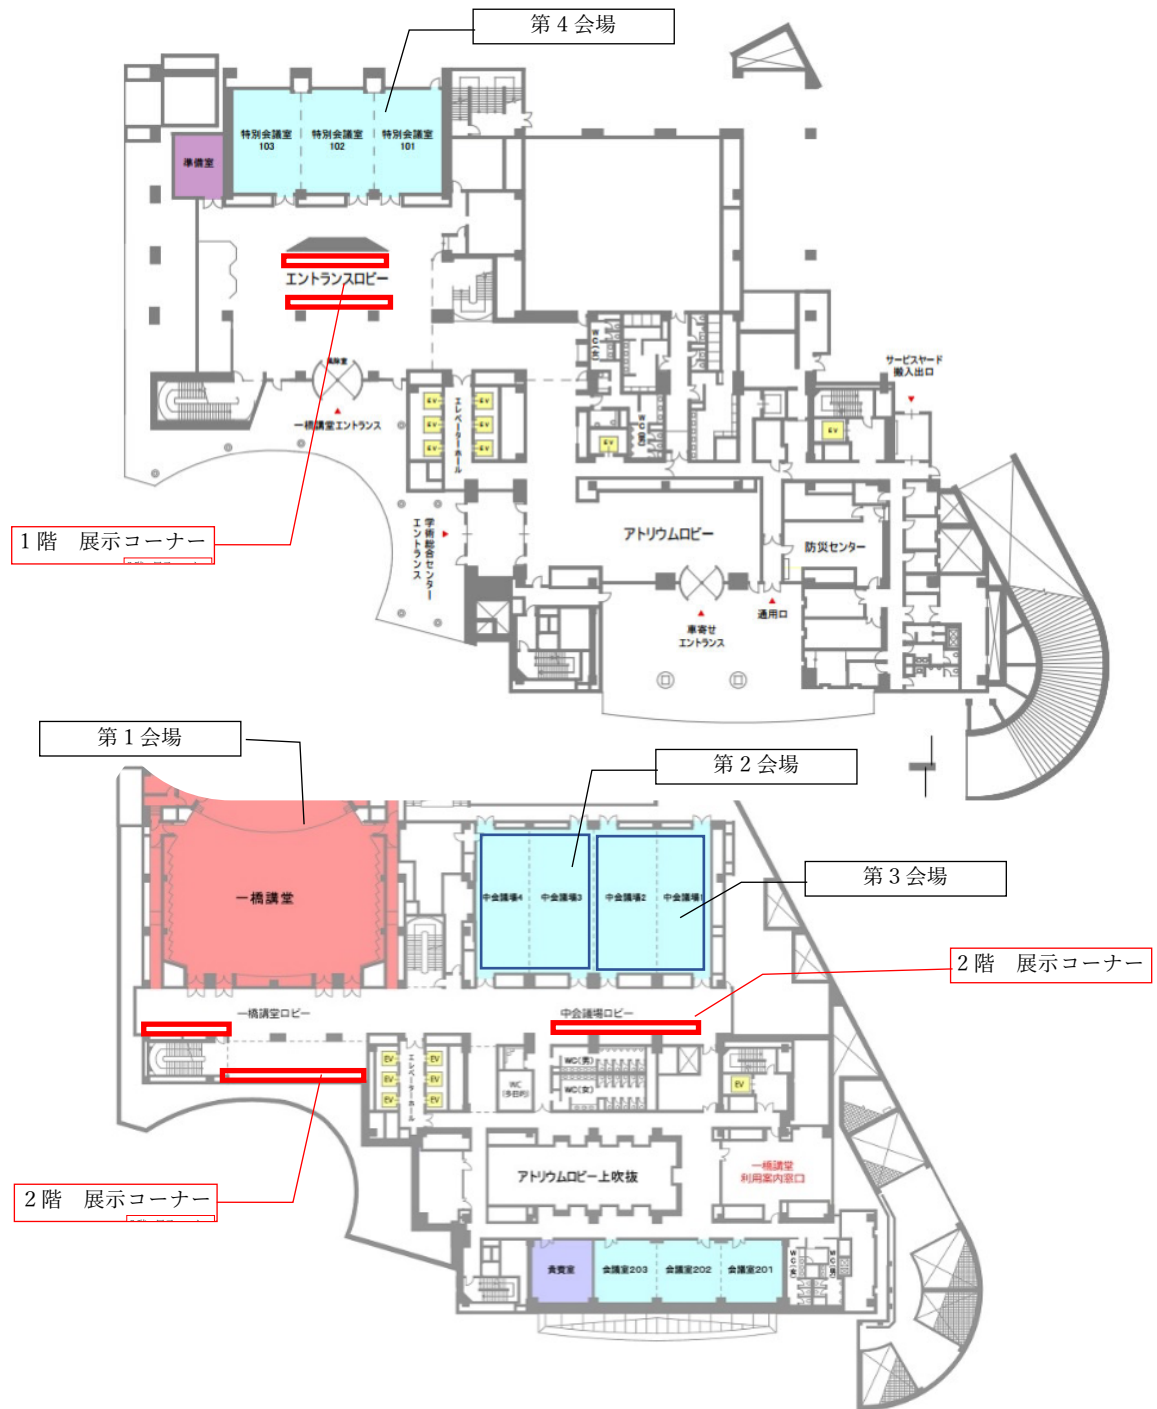 第４会場
特別会議室
103
特別会議室
102
特別会議室
101
準備室
エントランスロビー
風除室
一橋講堂エントランス
EV
EV
EV
EV
EV
EV
エレベーターホール
WC(女)
WC(男)
EV
EV
サービスヤード
搬入出口
1階　展示コーナー
学術総合センター
エントランス
アトリウムロビー
防災センター
通用口
車寄せ
エントランス
第１会場
第２会場
第３会場
一橋講堂
中会議場4
中会議場3
中会議場2
中会議場1
2階　展示コーナー
一橋講堂ロビー
中会議場ロビー
EV
EV
EV
EV
EV
EV
エレベーターホール
WC
(多目的)
WC(男)
WC(女)
EV
アトリウムロビー上吹抜
一橋講堂
利用案内窓口
2階　展示コーナー
貴賓室
会議室203
会議室202
会議室201
WC(女)
WC(男)